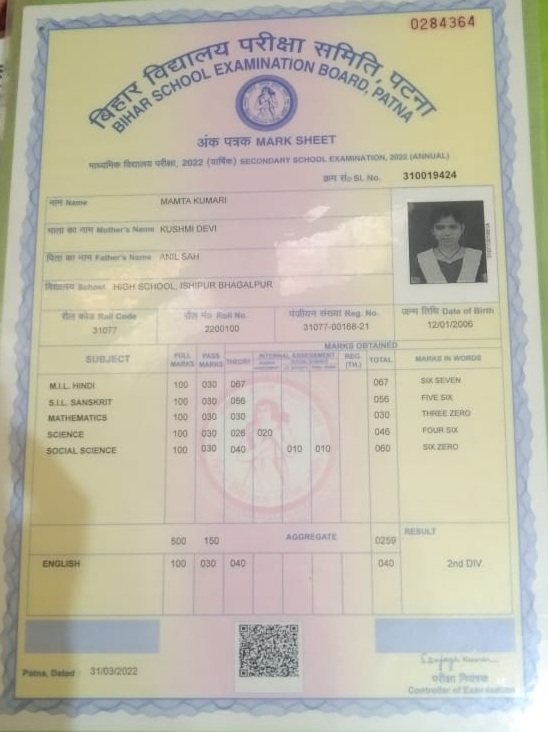 0284364
बिहार विद्यालय परीक्षा समिति, पटना
BIHAR SCHOOL EXAMINATION BOARD, PATNA
अंक पत्रक MARK SHEET
माध्यमिक विद्यालय परीक्षा, 2022 (वार्षिक) SECONDARY SCHOOL EXAMINATION, 2022 (ANNUAL)
क्रम सं० Sl. No. 310019424
नाम Name MAMTA KUMARI
माता का नाम Mother's Name KUSHMI DEVI
पिता का नाम Father's Name ANIL SAH
विद्यालय School HIGH SCHOOL, ISHIPUR BHAGALPUR
रौल कोड Roll Code रौल नं० Roll No. पंजीयन संख्या Reg. No. जन्म तिथि Date of Birth
31077 2200100 31077-00168-21 12/01/2006
MARKS OBTAINED
SUBJECT FULL MARKS PASS MARKS THEORY INTERNAL ASSESSMENT REG. (TH.) TOTAL MARKS IN WORDS
M.I.L. HINDI 100 030 067 067 SIX SEVEN
S.I.L. SANSKRIT 100 030 056 056 FIVE SIX
MATHEMATICS 100 030 030 030 THREE ZERO
SCIENCE 100 030 026 020 046 FOUR SIX
SOCIAL SCIENCE 100 030 040 010 010 060 SIX ZERO
500 150 AGGREGATE 0259 RESULT
ENGLISH 100 030 040 040 2nd DIV.
Patna, Dated : 31/03/2022
परीक्षा नियंत्रक
Controller of Examination